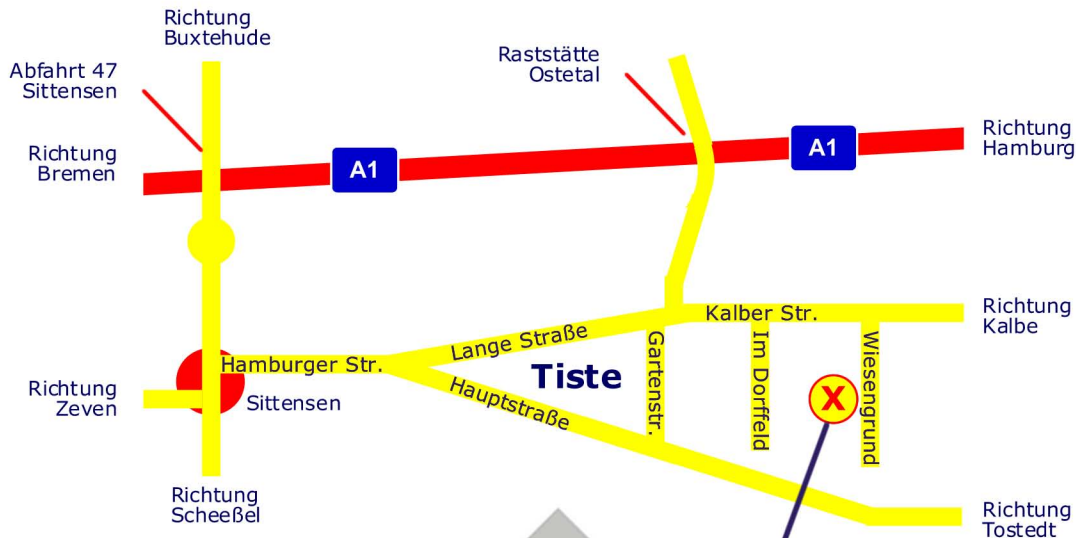 Richtung
Buxtehude
Abfahrt 47
Sittensen
Raststätte
Ostetal
Richtung
Bremen
A1
A1
Richtung
Hamburg
Kalber Str.
Richtung
Kalbe
Lange Straße
Hamburger Str.
Hauptstraße
Tiste
Gartenstr.
Im Dorffeld
Wiesengrund
X
Richtung
Zeven
Sittensen
Richtung
Scheeßel
Richtung
Tostedt